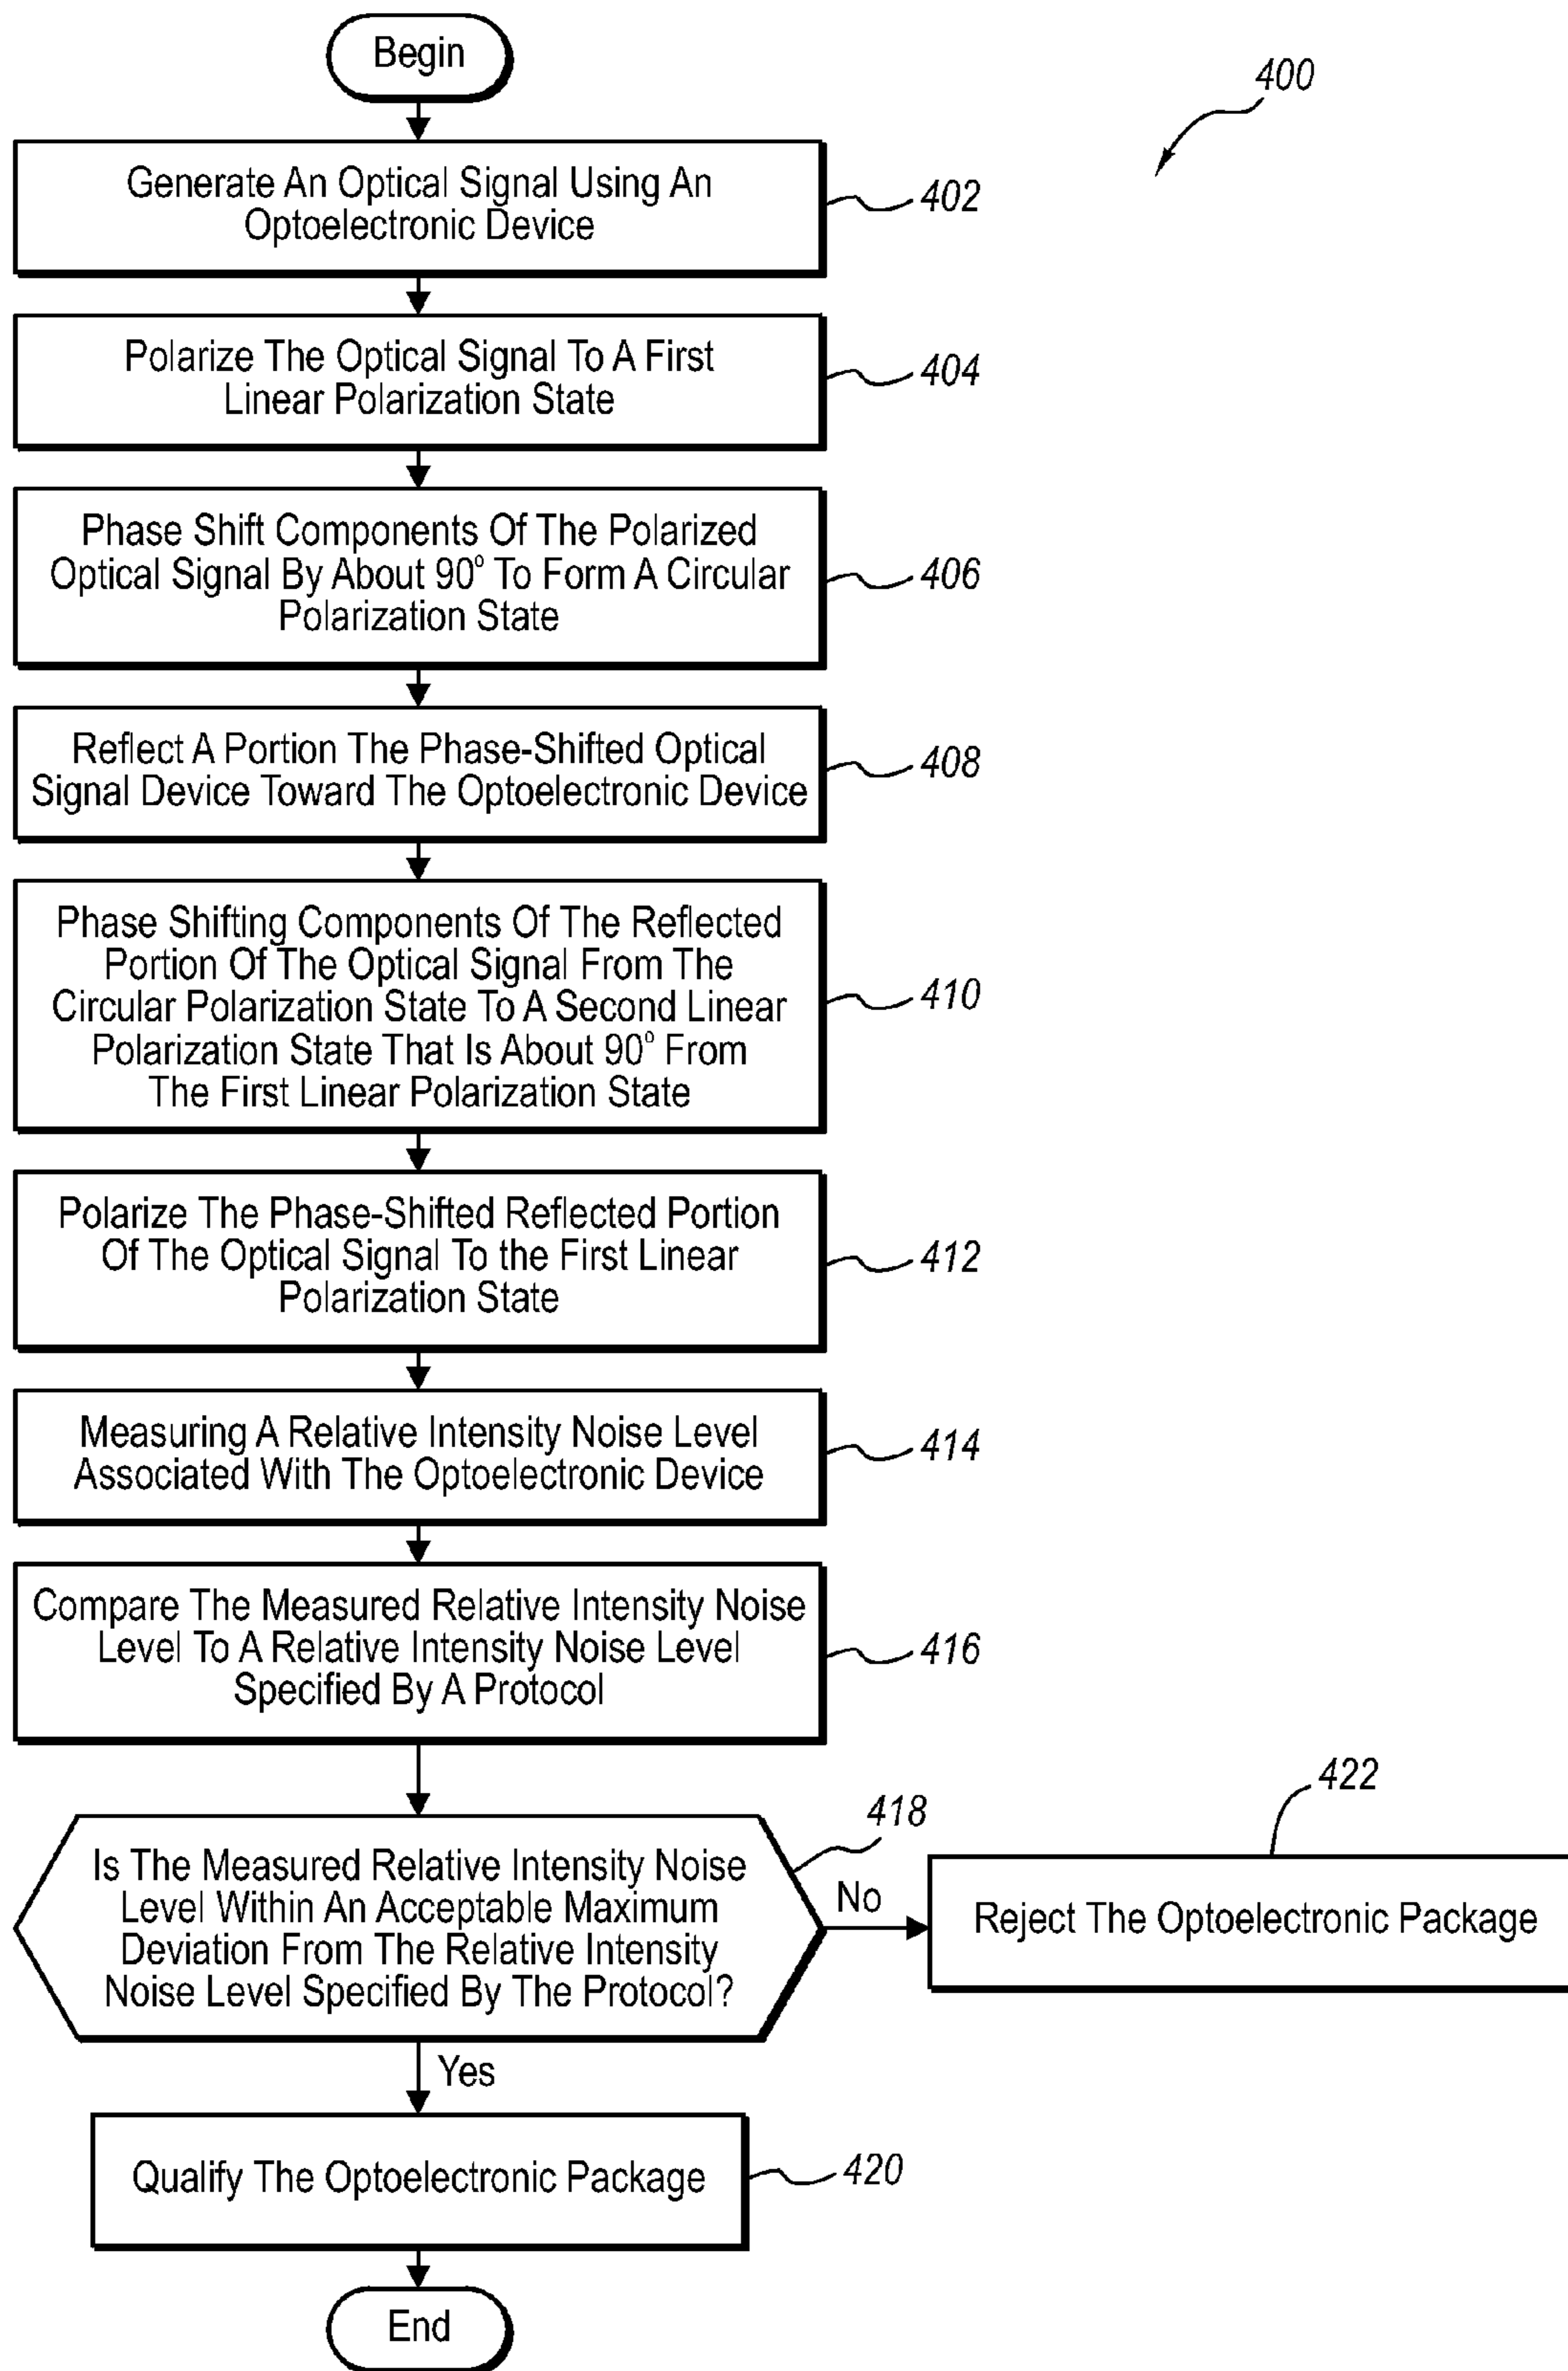 Begin
400
Generate An Optical Signal Using An
Optoelectronic Device
402
Polarize The Optical Signal To A First
Linear Polarization State
404
Phase Shift Components Of The Polarized
Optical Signal By About 90° To Form A Circular
Polarization State
406
Reflect A Portion The Phase-Shifted Optical
Signal Device Toward The Optoelectronic Device
408
Phase Shifting Components Of The Reflected
Portion Of The Optical Signal From The
Circular Polarization State To A Second Linear
Polarization State That Is About 90° From
The First Linear Polarization State
410
Polarize The Phase-Shifted Reflected Portion
Of The Optical Signal To the First Linear
Polarization State
412
Measuring A Relative Intensity Noise Level
Associated With The Optoelectronic Device
414
Compare The Measured Relative Intensity Noise
Level To A Relative Intensity Noise Level
Specified By A Protocol
416
Is The Measured Relative Intensity Noise
Level Within An Acceptable Maximum
Deviation From The Relative Intensity
Noise Level Specified By The Protocol?
418
No
Reject The Optoelectronic Package
422
Yes
Qualify The Optoelectronic Package
420
End